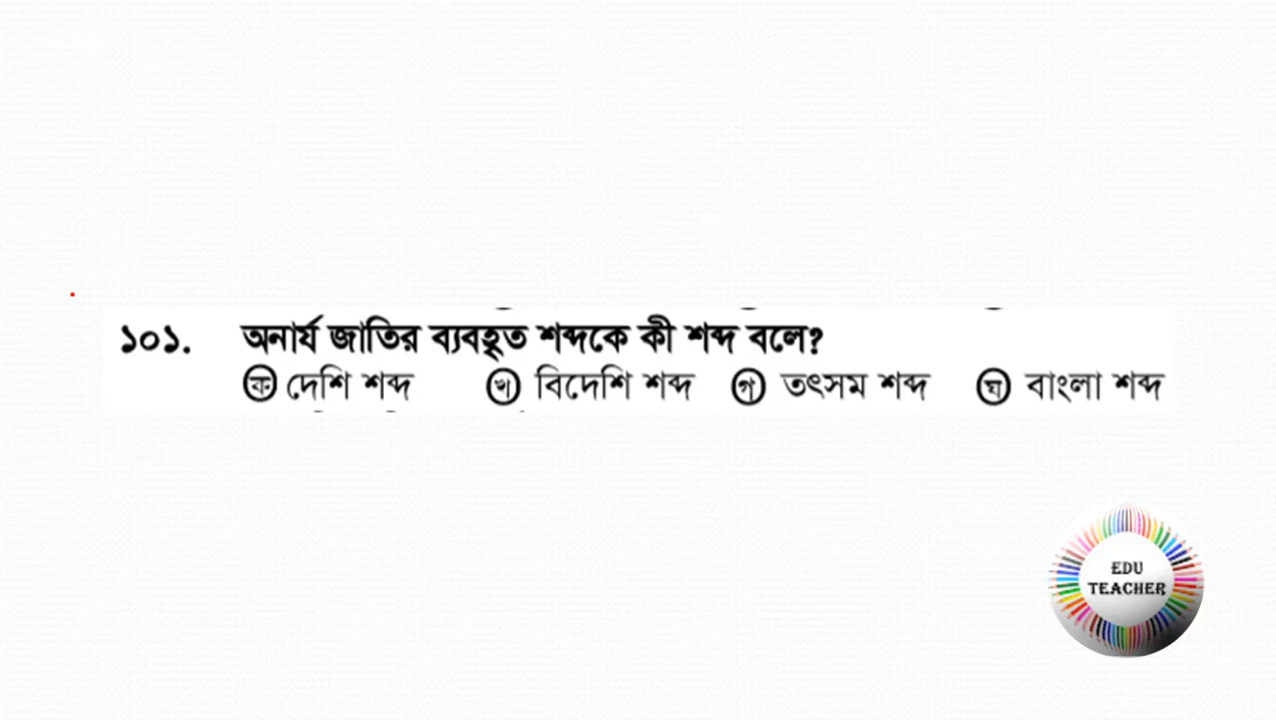 ১০১. অনার্য জাতির ব্যবহৃত শব্দকে কী শব্দ বলে?
ক দেশি শব্দ খ বিদেশি শব্দ গ তৎসম শব্দ ঘ বাংলা শব্দ
EDU
TEACHER